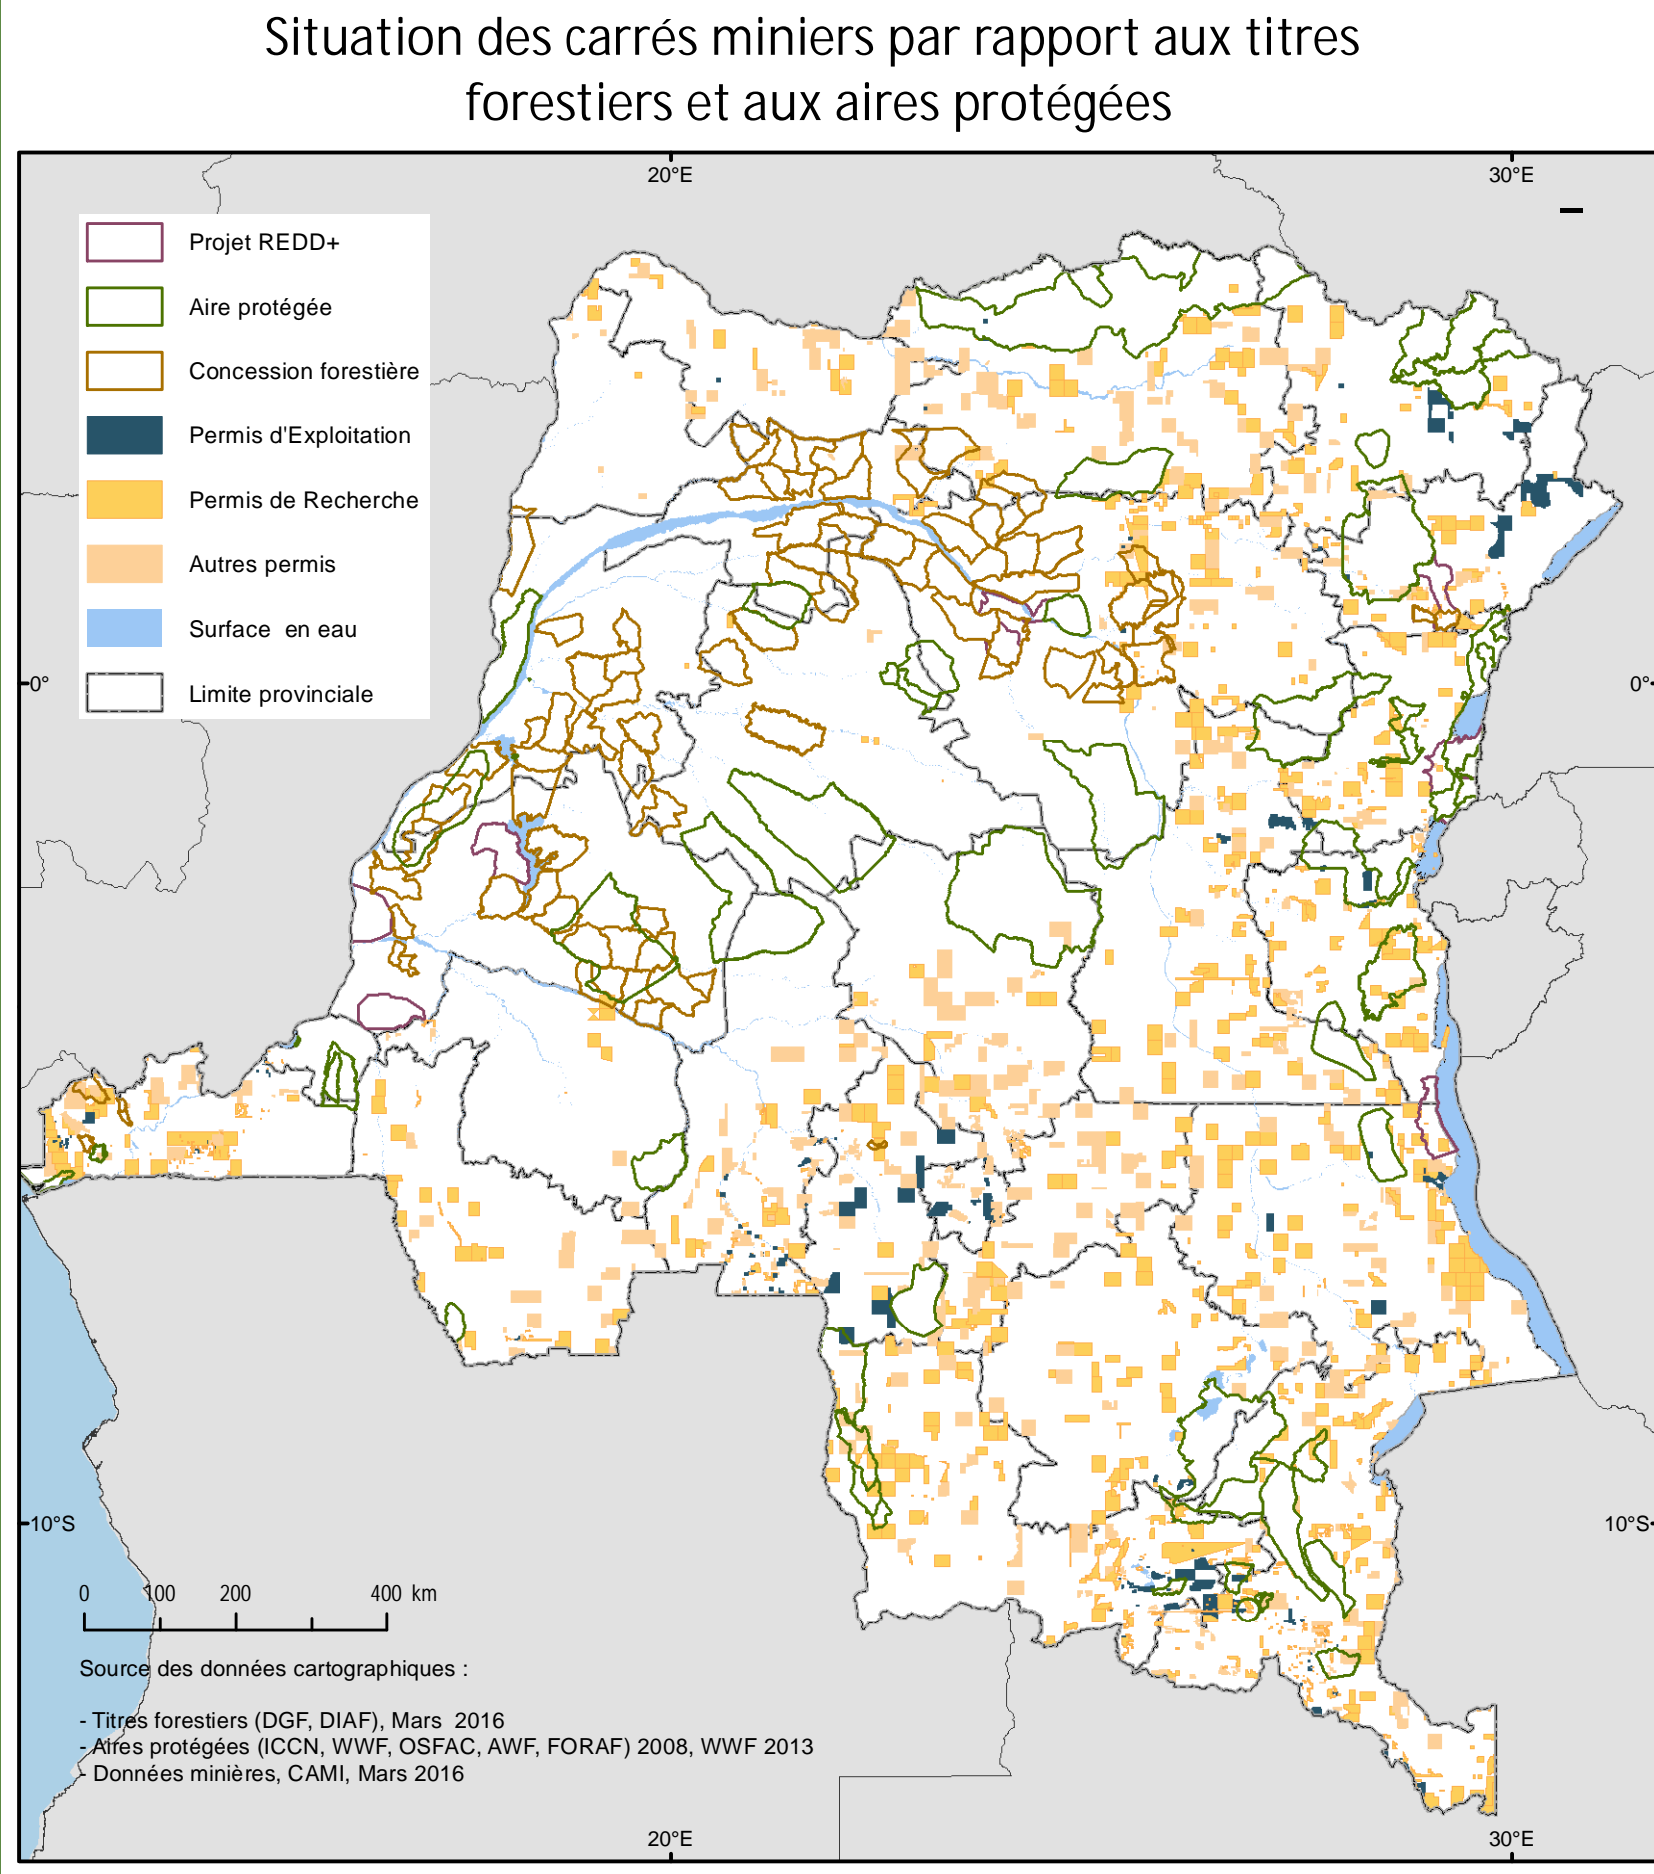 Situation des carrés miniers par rapport aux titres
forestiers et aux aires protégées
20°E
30°E
Projet REDD+
Aire protégée
Concession forestière
Permis d'Exploitation
Permis de Recherche
Autres permis
Surface en eau
Limite provinciale
0°
0°
10°S
10°S
0 100 200 400 km
Source des données cartographiques :
- Titres forestiers (DGF, DIAF), Mars 2016
- Aires protégées (ICCN, WWF, OSFAC, AWF, FORAF) 2008, WWF 2013
- Données minières, CAMI, Mars 2016
20°E
30°E